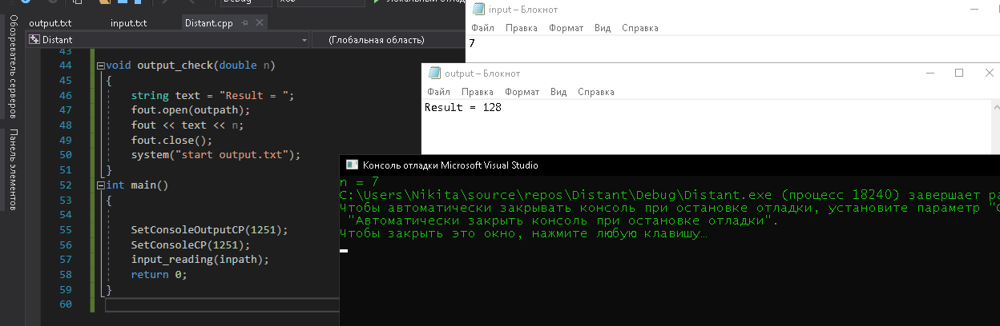 Debug
x86
Локальный отлад
Обозреватель серверов
Панель элементов
output.txt
input.txt
Distant.cpp
Distant
(Глобальная область)
43
44 void output_check(double n)
45 {
46 string text = "Result = ";
47 fout.open(outpath);
48 fout << text << n;
49 fout.close();
50 system("start output.txt");
51 }
52 int main()
53 {
54
55 SetConsoleOutputCP(1251);
56 SetConsoleCP(1251);
57 input_reading(inpath);
58 return 0;
59 }
60
input – Блокнот
Файл Правка Формат Вид Справка
7
output – Блокнот
Файл Правка Формат Вид Справка
Result = 128
Консоль отладки Microsoft Visual Studio
n = 7
C:\Users\Nikita\source\repos\Distant\Debug\Distant.exe (процесс 18240) завершает ра
Чтобы автоматически закрывать консоль при остановке отладки, установите параметр "С
"Автоматически закрыть консоль при остановке отладки".
Чтобы закрыть это окно, нажмите любую клавишу…